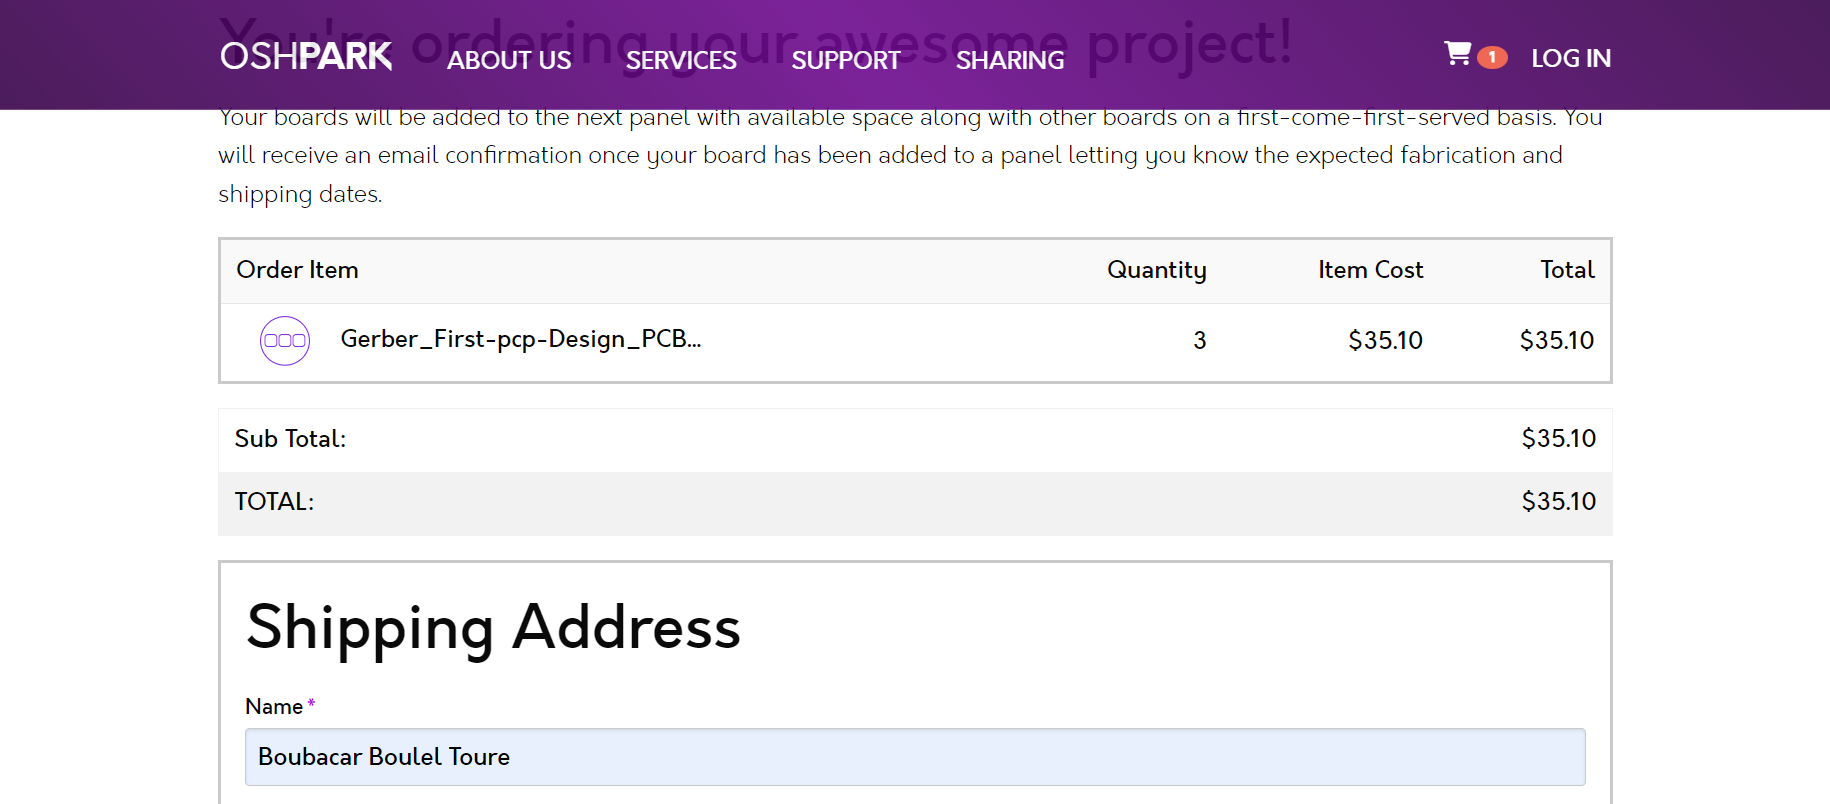 You're ordering your awesome project!
OSHPARK ABOUT US SERVICES SUPPORT SHARING 1 LOG IN
Your boards will be added to the next panel with available space along with other boards on a first-come-first-served basis. You
will receive an email confirmation once your board has been added to a panel letting you know the expected fabrication and
shipping dates.
Order Item Quantity Item Cost Total
Gerber_First-pcp-Design_PCB... 3 $35.10 $35.10
Sub Total: $35.10
TOTAL: $35.10
Shipping Address
Name *
Boubacar Boulel Toure